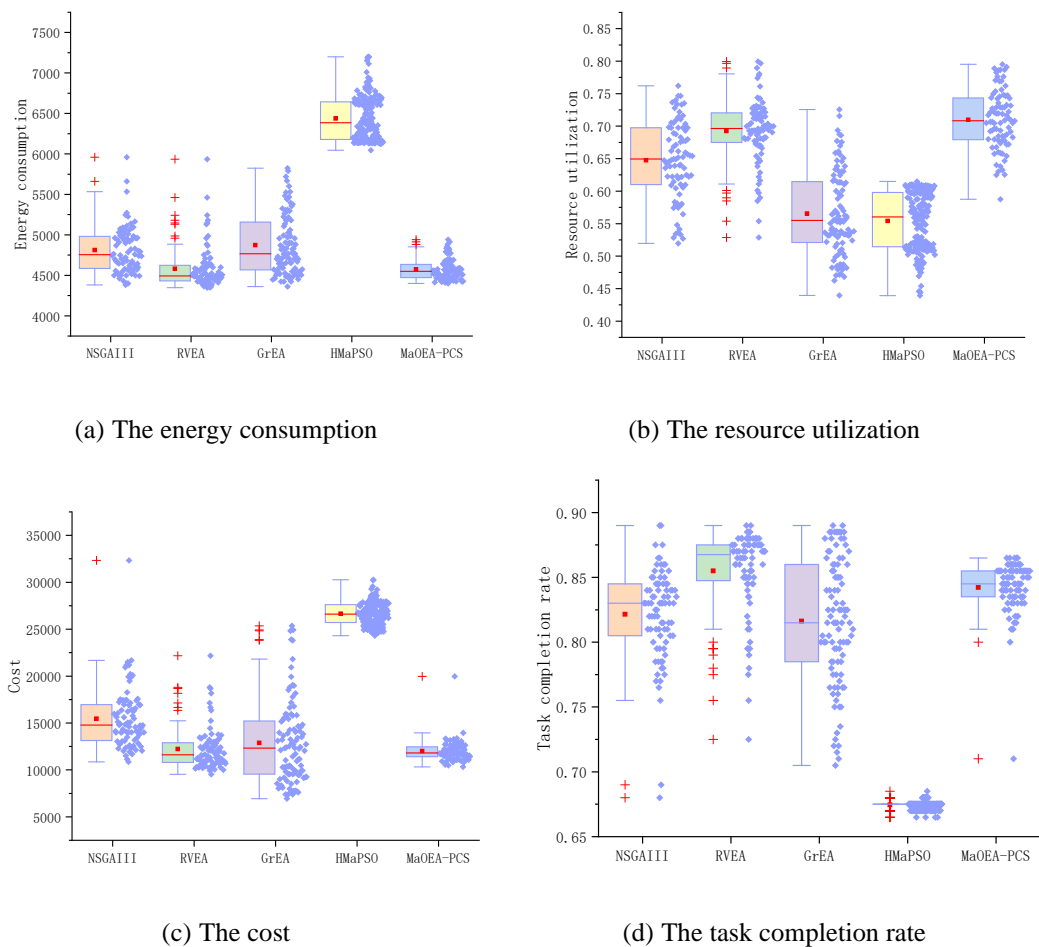 7500
7000
6500
6000
5500
5000
4500
4000
Energy consumption
NSGAIII RVEA GrEA HMaPSO MaOEA-PCS
(a) The energy consumption
0.85
0.80
0.75
0.70
0.65
0.60
0.55
0.50
0.45
0.40
Resource utilization
NSGAIII RVEA GrEA HMaPSO MaOEA-PCS
(b) The resource utilization
35000
30000
25000
20000
15000
10000
5000
Cost
NSGAIII RVEA GrEA HMaPSO MaOEA-PCS
(c) The cost
0.90
0.85
0.80
0.75
0.70
0.65
Task completion rate
NSGAIII RVEA GrEA HMaPSO MaOEA-PCS
(d) The task completion rate